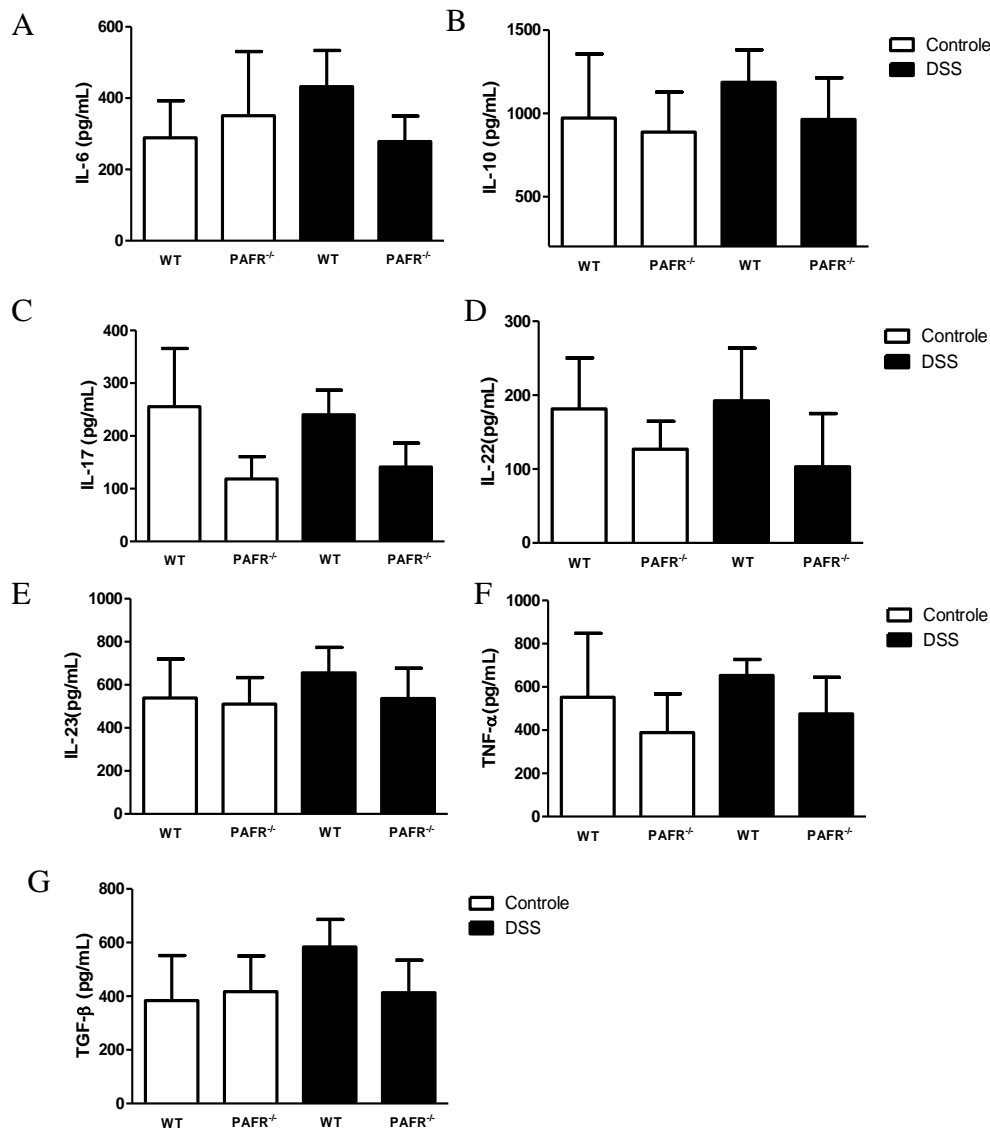 A
IL-6 (pg/mL)
600
400
200
0
WT
PAFR-/-
WT
PAFR-/-
B
IL-10 (pg/mL)
1500
1000
500
WT
PAFR-/-
WT
PAFR-/-
Controle
DSS
C
IL-17 (pg/mL)
400
300
200
100
0
WT
PAFR-/-
WT
PAFR-/-
D
IL-22(pg/mL)
300
200
100
0
WT
PAFR-/-
WT
PAFR-/-
Controle
DSS
E
IL-23(pg/mL)
1000
800
600
400
200
0
WT
PAFR-/-
WT
PAFR-/-
F
TNF-α(pg/mL)
1000
800
600
400
200
0
WT
PAFR-/-
WT
PAFR-/-
Controle
DSS
G
TGF-β (pg/mL)
800
600
400
200
0
WT
PAFR-/-
WT
PAFR-/-
Controle
DSS